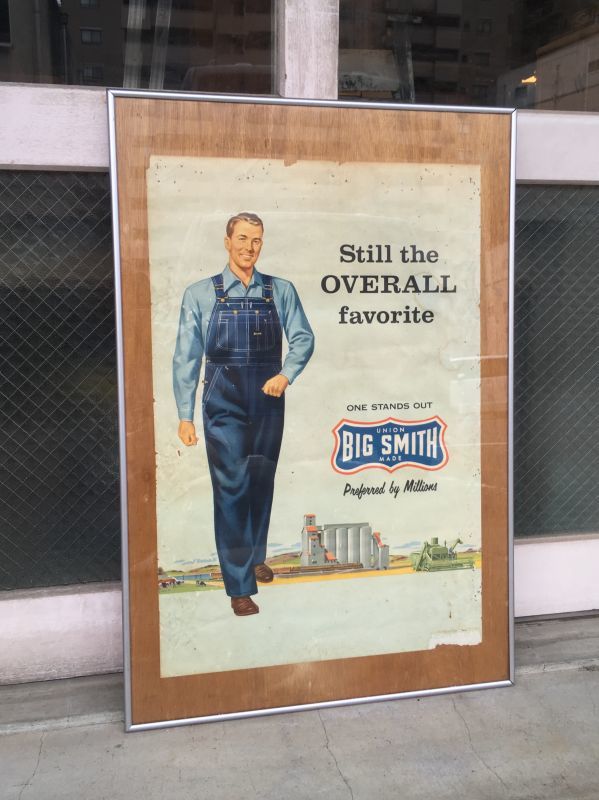 Still the
OVERALL
favorite
ONE STANDS OUT
UNION
BIG SMITH
MADE
Preferred by Millions